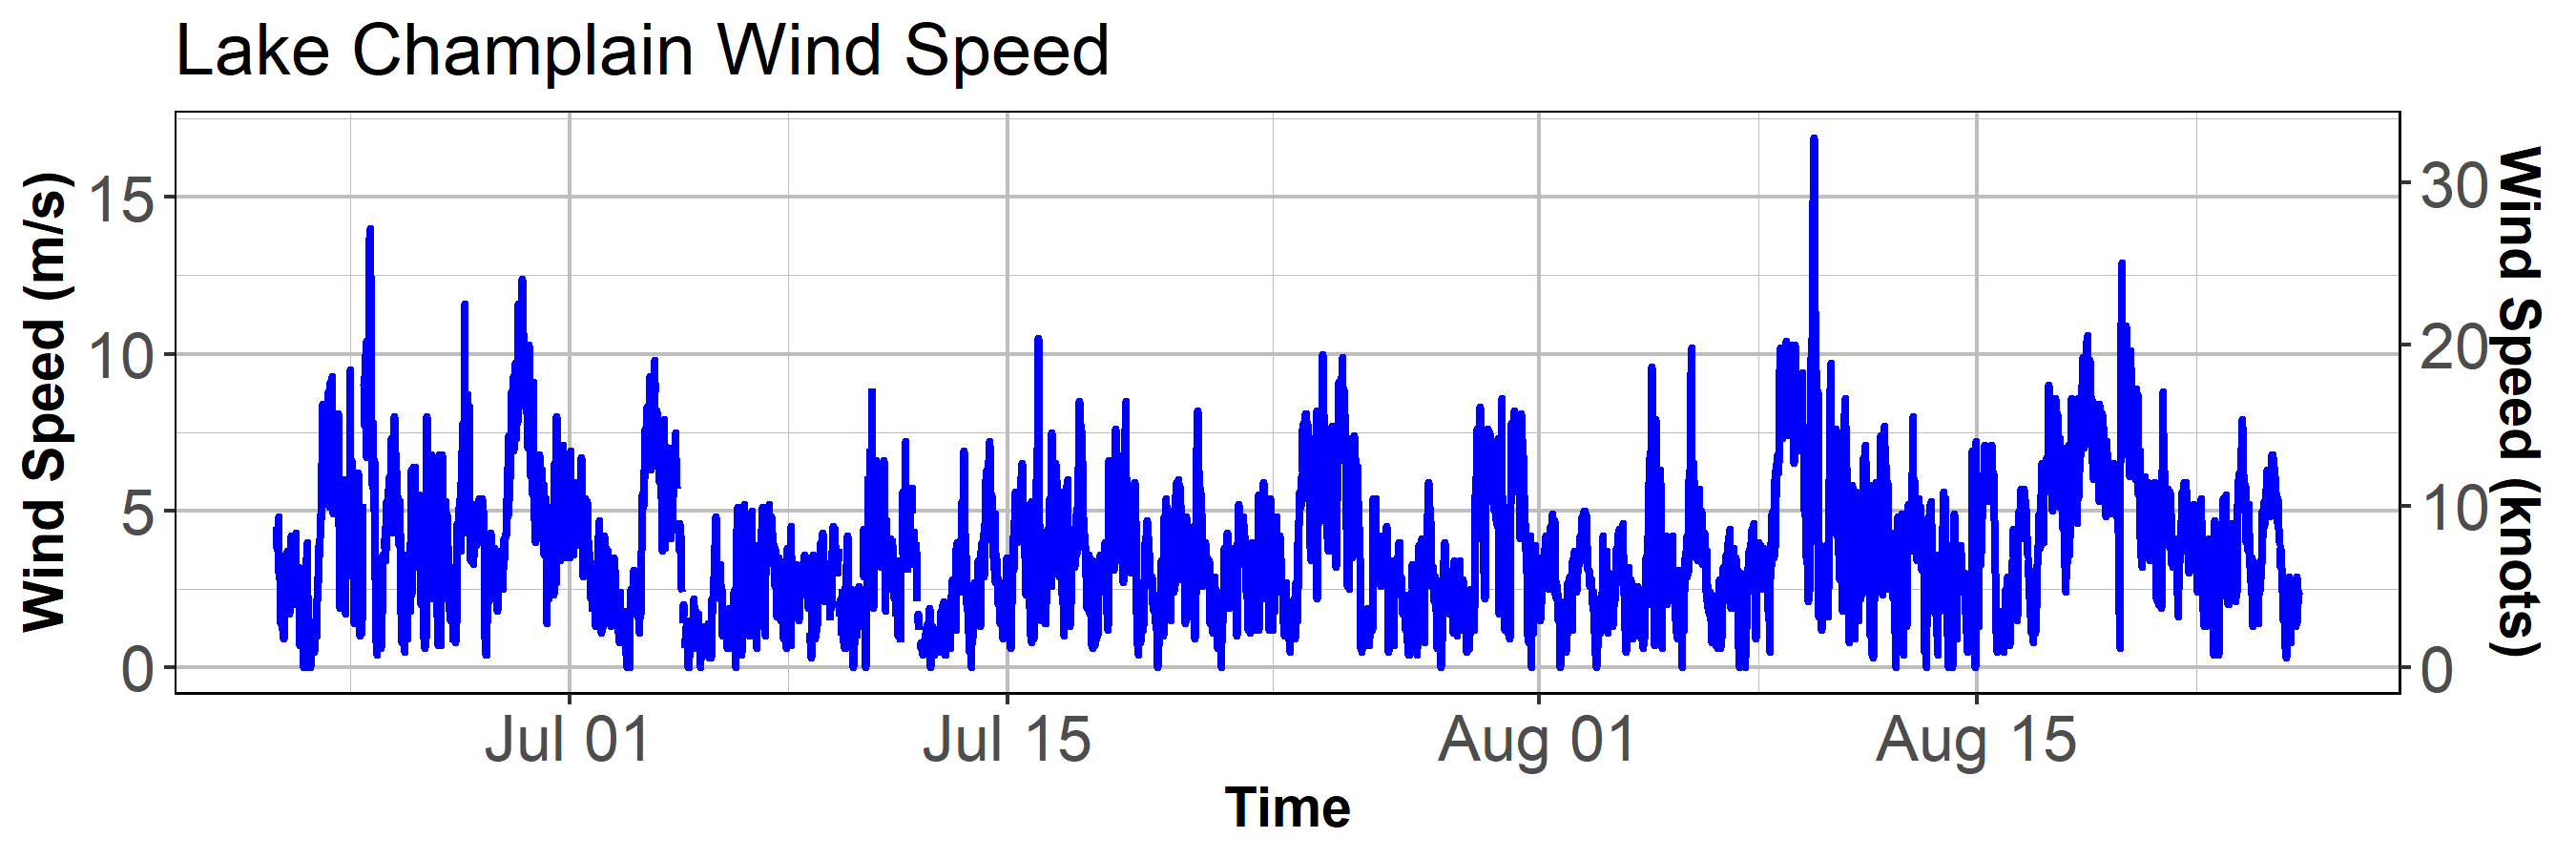 Lake Champlain Wind Speed
Wind Speed (m/s)
15
10
5
0
30
20
10
0
Wind Speed (knots)
Jul 01
Jul 15
Aug 01
Aug 15
Time